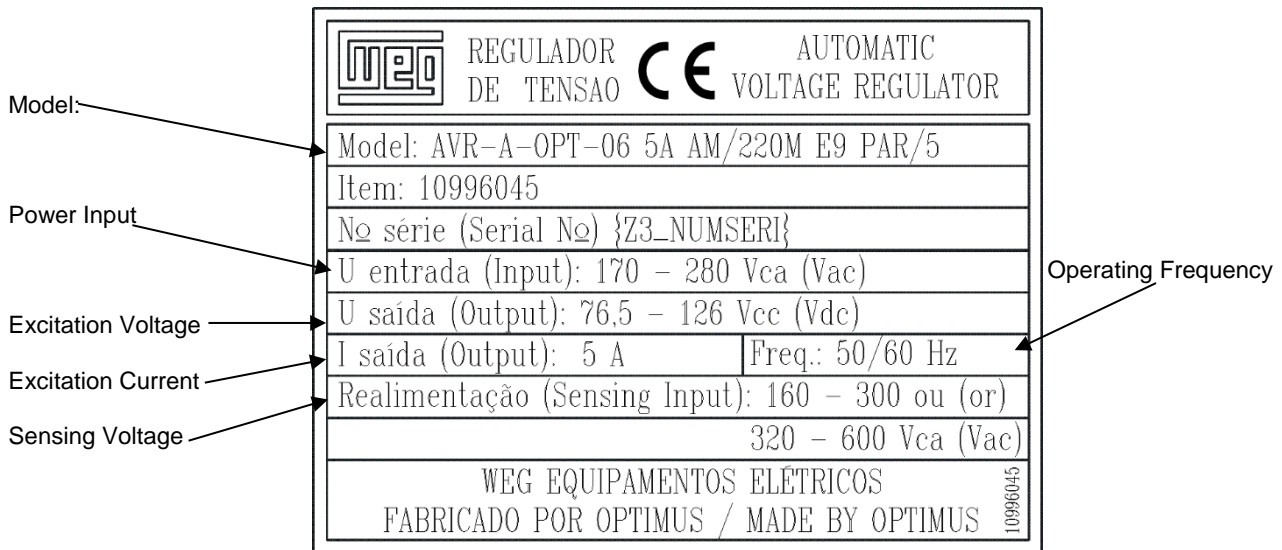 WEG
REGULADOR
DE TENSAO
CE
AUTOMATIC
VOLTAGE REGULATOR
Model:
Model: AVR-A-OPT-06 5A AM/220M E9 PAR/5
Item: 10996045
Power Input
Nº série (Serial Nº) {Z3_NUMSERI{
U entrada (Input): 170 - 280 Vca (Vac)
Operating Frequency
Excitation Voltage
U saída (Output): 76,5 - 126 Vcc (Vdc)
Excitation Current
I saída (Output): 5 A
Freq.: 50/60 Hz
Sensing Voltage
Realimentação (Sensing Input): 160 - 300 ou (or)
320 - 600 Vca (Vac)
WEG EQUIPAMENTOS ELÉTRICOS
FABRICADO POR OPTIMUS / MADE BY OPTIMUS
10996045